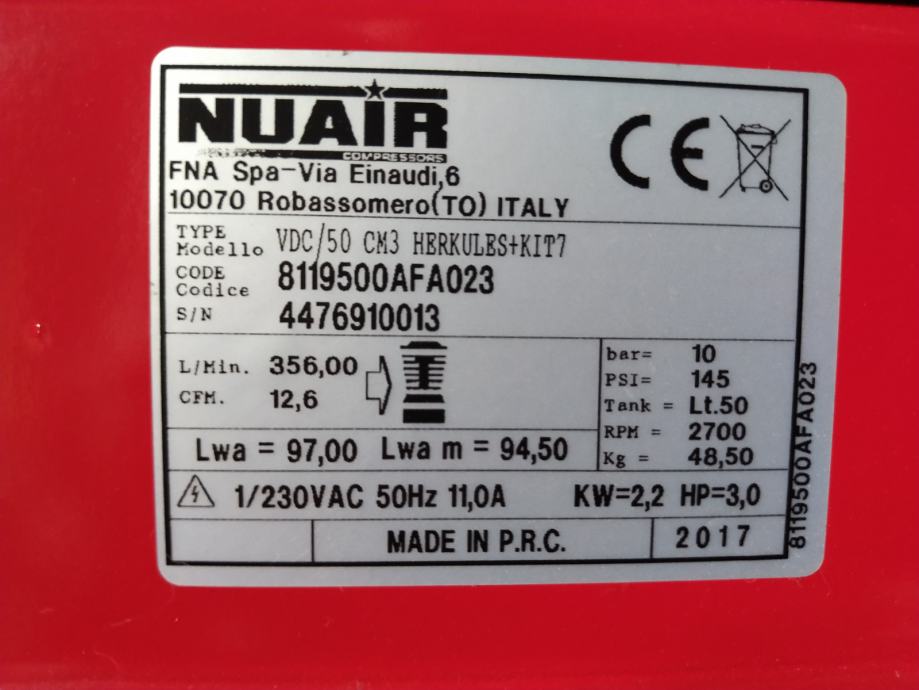 NUAIR
COMPRESSORS
CE
FNA Spa-Via Einaudi,6
10070 Robassomero(TO) ITALY
TYPE
Modello VDC/50 CM3 HERKULES+KIT7
CODE
Codice 8119500AFA023
S/N 4476910013
L/Min. 356,00
CFM. 12,6
bar= 10
PSI= 145
Tank = Lt.50
RPM = 2700
Kg = 48,50
Lwa = 97,00 Lwa m = 94,50
1/230VAC 50Hz 11,0A KW=2,2 HP=3,0
MADE IN P.R.C. 2017
8119500AFA023